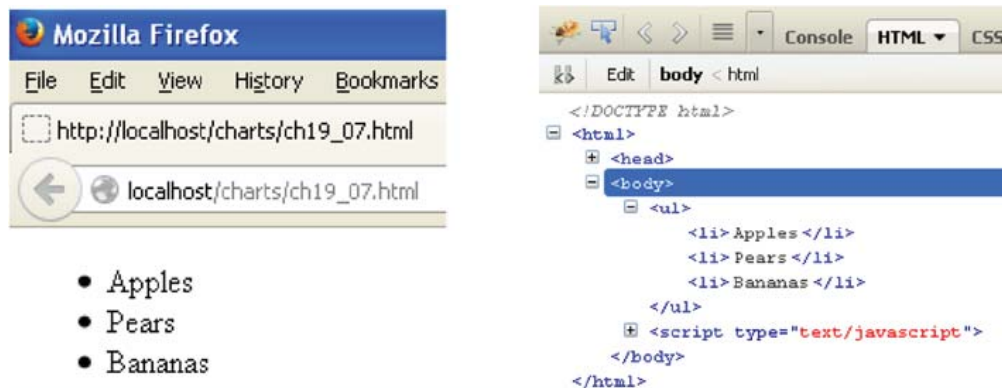 Mozilla Firefox
File Edit View History Bookmarks
http://localhost/charts/ch19_07.html
localhost/charts/ch19_07.html
• Apples
• Pears
• Bananas
Console HTML CSS
Edit body < html
<!DOCTYPE html>
<html>
<head>
<body>
<ul>
<li> Apples </li>
<li> Pears </li>
<li> Bananas </li>
</ul>
<script type="text/javascript">
</body>
</html>